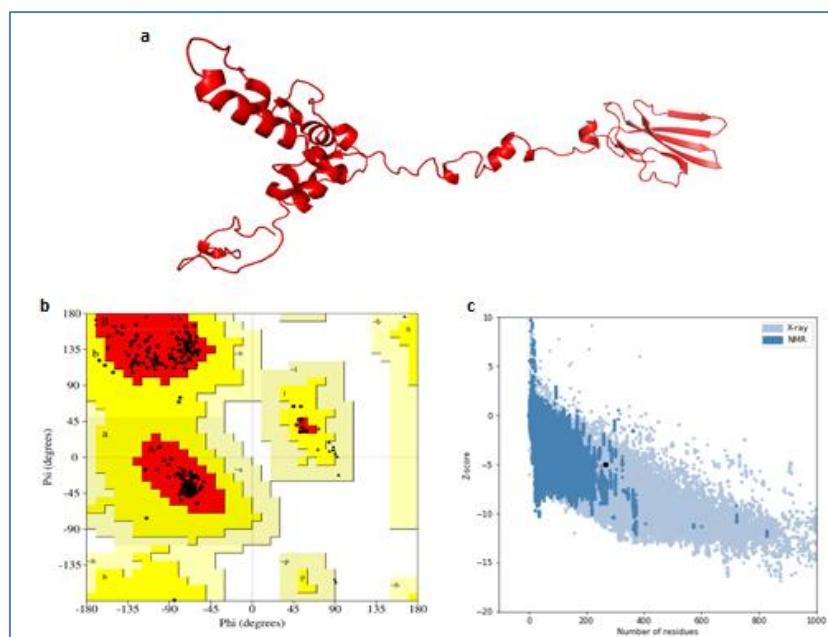 a
b
180
135
90
45
0
-45
-90
-135
-180 -135 -90 -45 0 45 90 135 180
Psi (degrees)
Phi (degrees)
B
b
a
A
l
c
10
5
0
−5
−10
−15
−20
0 200 400 600 800 1000
Z-score
Number of residues
X-ray
NMR